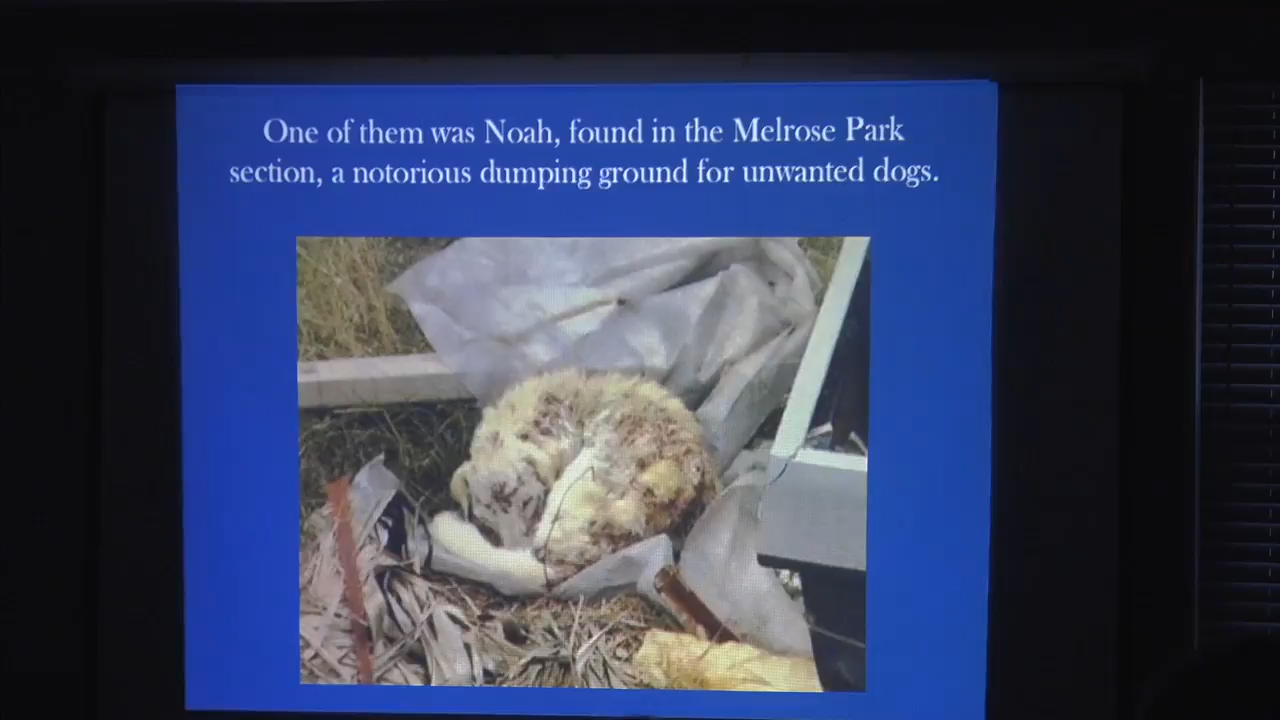 One of them was Noah, found in the Melrose Park
section, a notorious dumping ground for unwanted dogs.